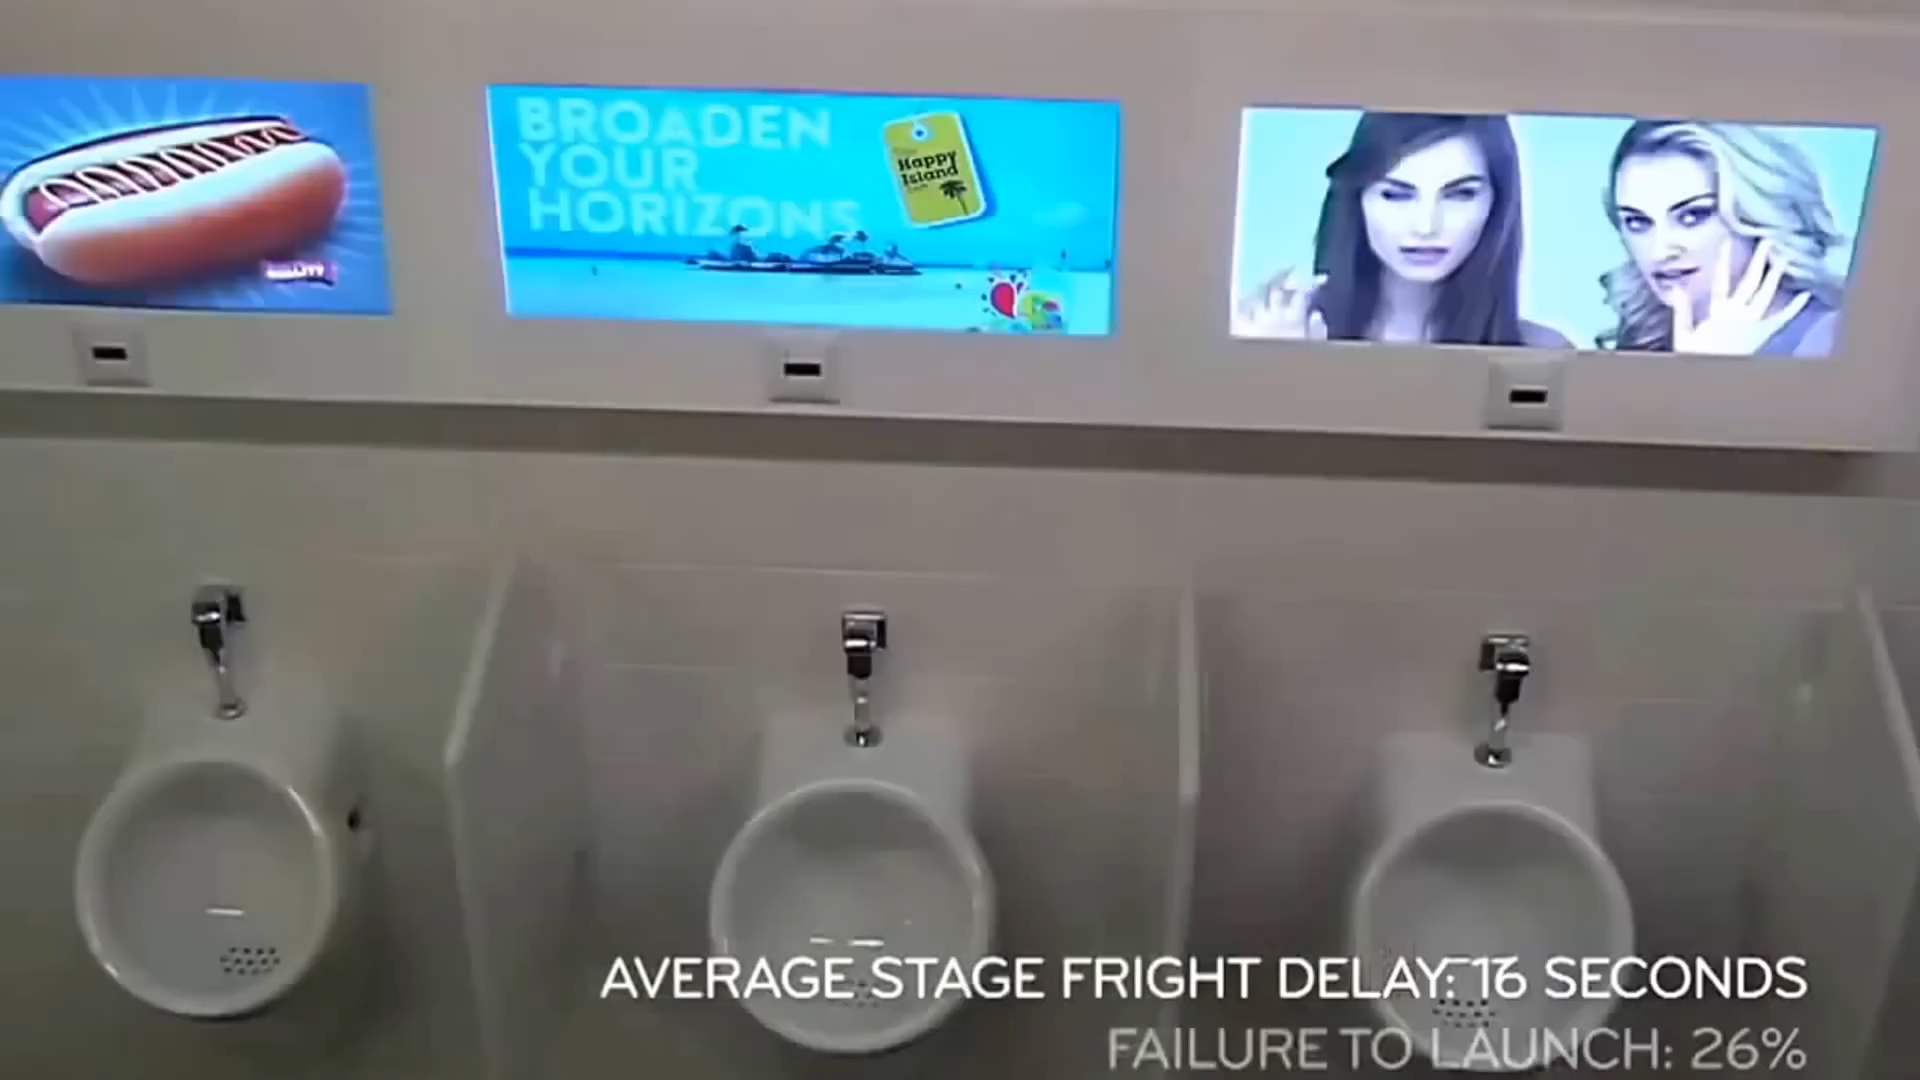 BROADEN
YOUR
HORIZONS
Happy
Island
AVERAGE STAGE FRIGHT DELAY: 16 SECONDS
FAILURE TO LAUNCH: 26%